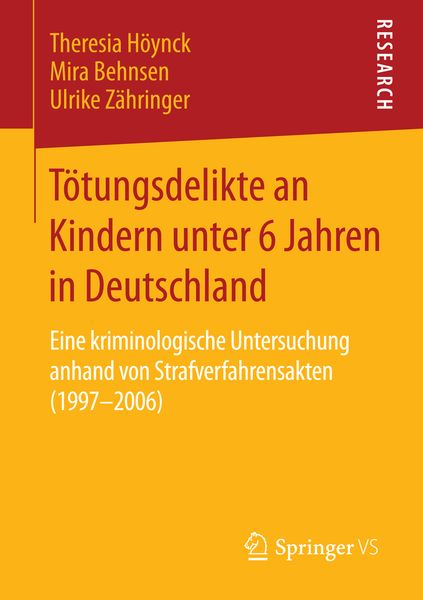 Theresia Höynck
Mira Behnsen
Ulrike Zähringer
RESEARCH
Tötungsdelikte an
Kindern unter 6 Jahren
in Deutschland
Eine kriminologische Untersuchung
anhand von Strafverfahrensakten
(1997–2006)
Springer VS